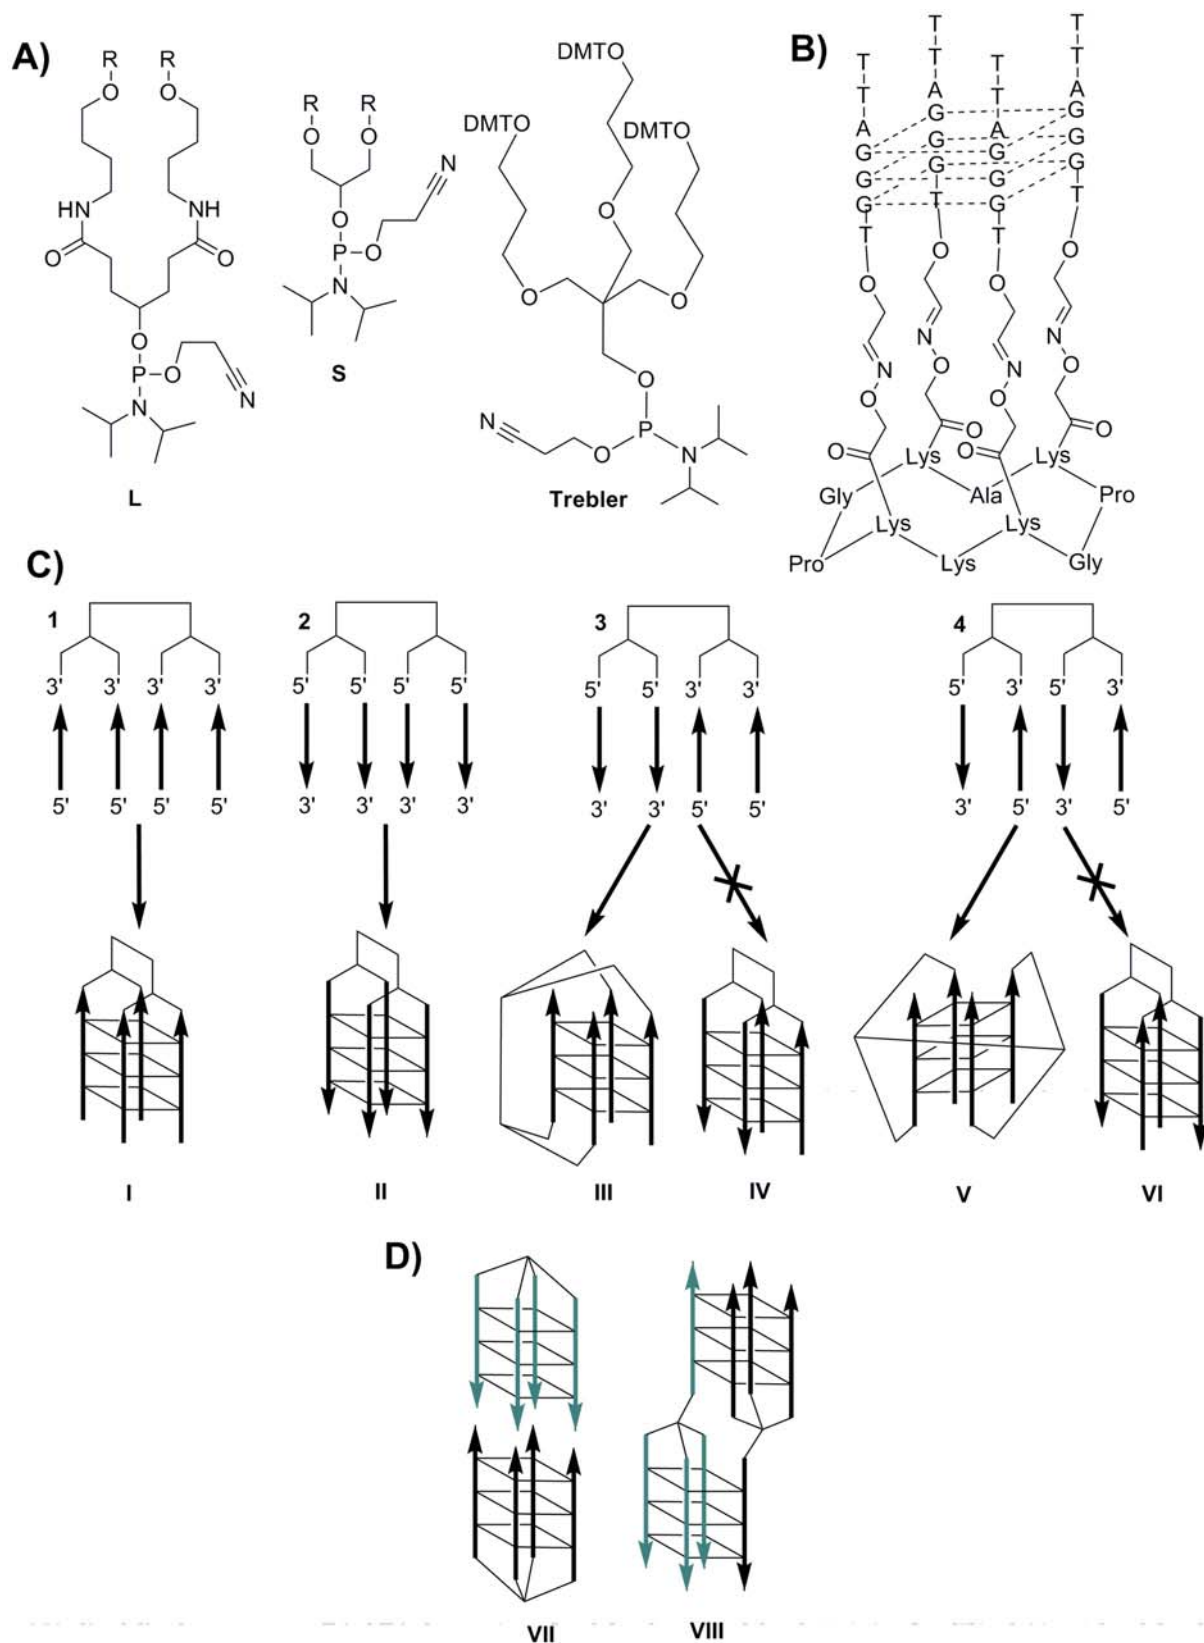 A)
R R
O O
HN NH
O O
O
P O
N
N
L
R R
O O
N
O
P O
N
S
DMTO
DMTO DMTO
O
O O
O
N
O P N
Trebler
B)
T T T T
T T T T
A A A A
G G G G
G G G G
G G G G
T T T T
O O O O
N N N N
O O O O
O O O O
Lys Lys
Gly Ala Pro
Lys Lys
Pro Lys Gly
C)
1 2 3 4
3' 3' 3' 3' 5' 5' 5' 5' 5' 5' 3' 3' 5' 3' 5' 3'
5' 5' 5' 5' 3' 3' 3' 3' 3' 3' 5' 5' 3' 5' 3' 5'
I II III IV V VI
D)
VII VIII